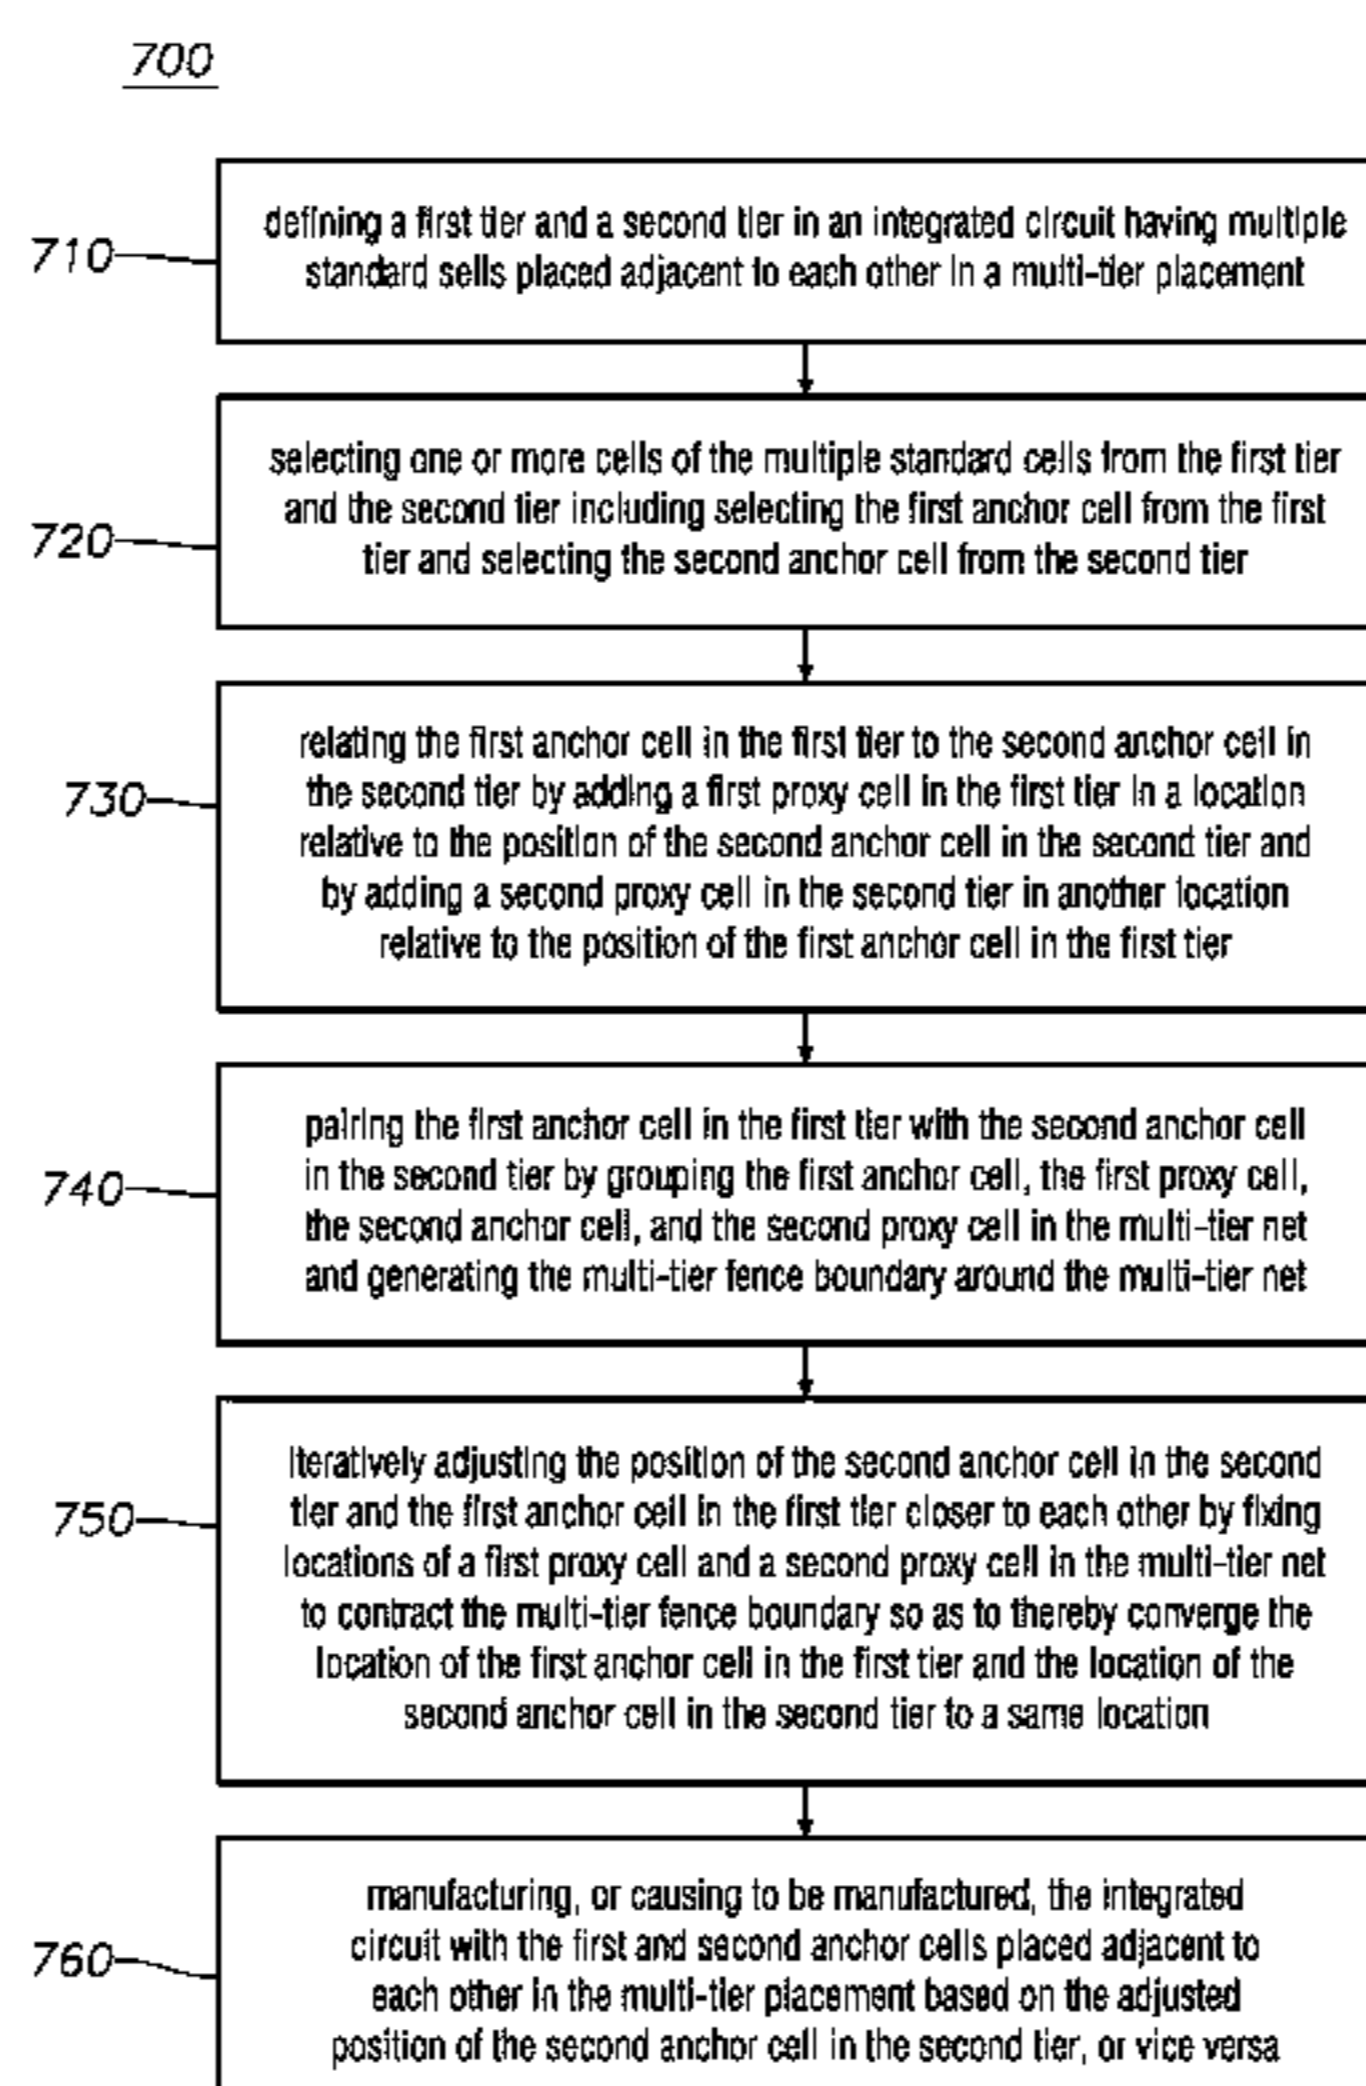 700
710
defining a first tier and a second tier in an integrated circuit having multiple
standard sells placed adjacent to each other in a multi-tier placement
720
selecting one or more cells of the multiple standard cells from the first tier
and the second tier including selecting the first anchor cell from the first
tier and selecting the second anchor cell from the second tier
730
relating the first anchor cell in the first tier to the second anchor cell in
the second tier by adding a first proxy cell in the first tier in a location
relative to the position of the second anchor cell in the second tier and
by adding a second proxy cell in the second tier in another location
relative to the position of the first anchor cell in the first tier
740
pairing the first anchor cell in the first tier with the second anchor cell
in the second tier by grouping the first anchor cell, the first proxy cell,
the second anchor cell, and the second proxy cell in the multi-tier net
and generating the multi-tier fence boundary around the multi-tier net
750
iteratively adjusting the position of the second anchor cell in the second
tier and the first anchor cell in the first tier closer to each other by fixing
locations of a first proxy cell and a second proxy cell in the multi-tier net
to contract the multi-tier fence boundary so as to thereby converge the
location of the first anchor cell in the first tier and the location of the
second anchor cell in the second tier to a same location
760
manufacturing, or causing to be manufactured, the integrated
circuit with the first and second anchor cells placed adjacent to
each other in the multi-tier placement based on the adjusted
position of the second anchor cell in the second tier, or vice versa